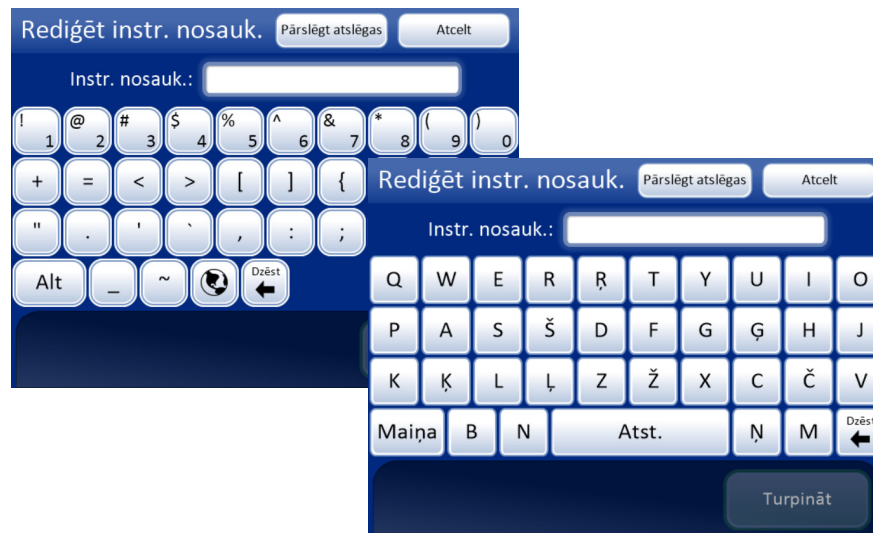 Rediģēt instr. nosauk. Pārslēgt atslēgas Atcelt
Instr. nosauk.:
! 1 @ 2 # 3 $ 4 % 5 ^ 6 & 7 * 8 ( 9 ) 0
+ = < > [ ] {
" . ' ` , : ;
Alt _ ~ Dzēst
Rediģēt instr. nosauk. Pārslēgt atslēgas Atcelt
Instr. nosauk.:
Q W E R Ŗ T Y U I O
P A S Š D F G Ģ H J
K Ķ L Ļ Z Ž X C Č V
Maiņa B N Atst. Ņ M Dzēst
Turpināt